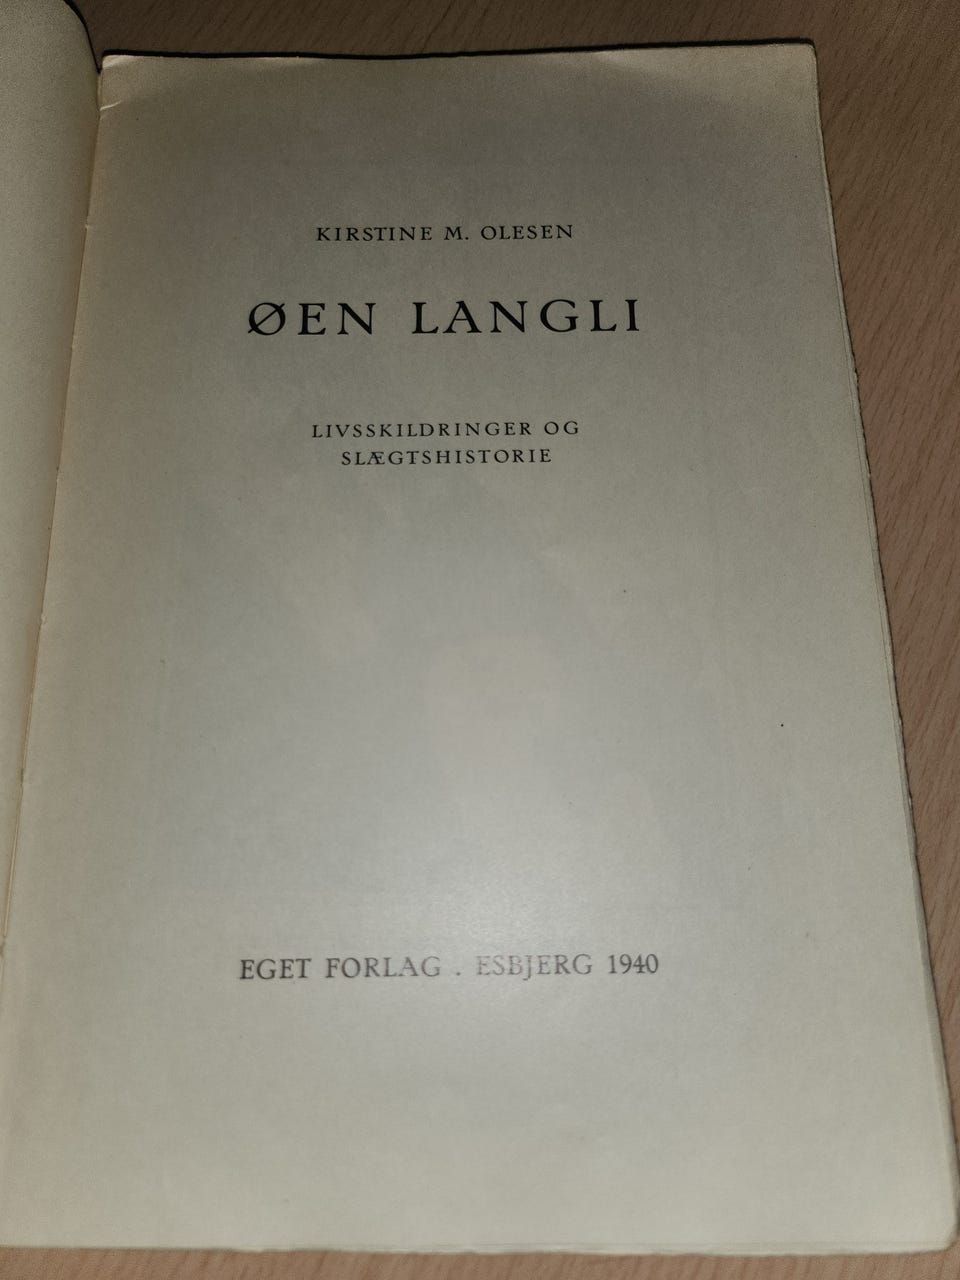 KIRSTINE M. OLESEN
ØEN LANGLI
LIVSSKILDRINGER OG
SLÆGTSHISTORIE
EGET FORLAG . ESBJERG 1940